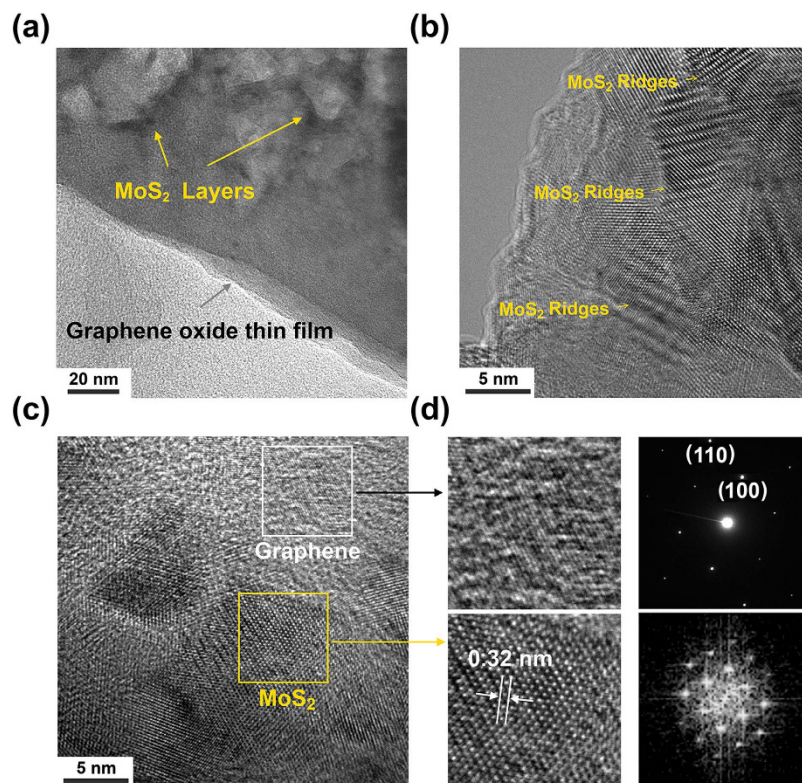 (a)
MoS₂ Layers
Graphene oxide thin film
20 nm
(b)
MoS₂ Ridges
MoS₂ Ridges
MoS₂ Ridges
5 nm
(c)
Graphene
MoS₂
5 nm
(d)
0.32 nm
(110)
(100)